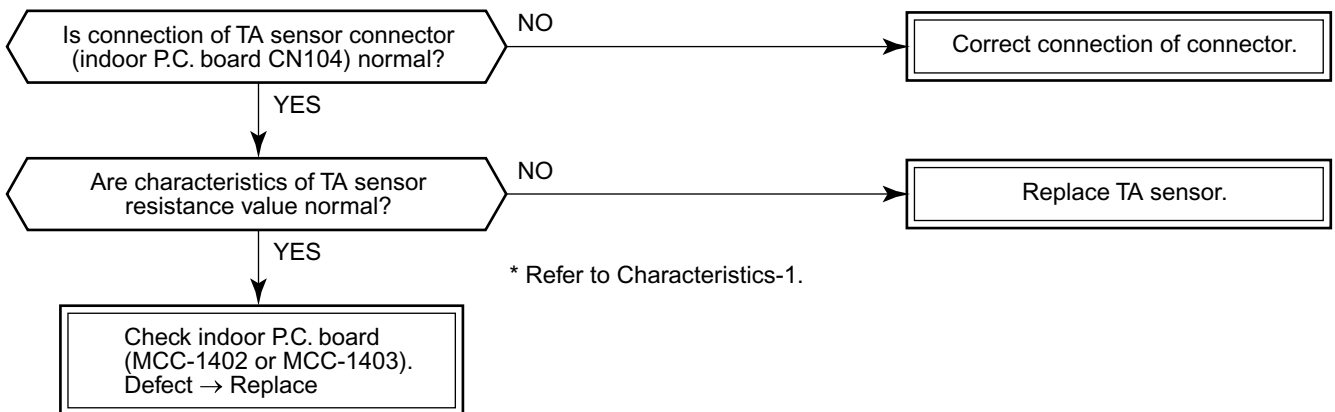 Is connection of TA sensor connector
(indoor P.C. board CN104) normal?
NO
Correct connection of connector.
YES
Are characteristics of TA sensor
resistance value normal?
NO
Replace TA sensor.
YES
* Refer to Characteristics-1.
Check indoor P.C. board
(MCC-1402 or MCC-1403).
Defect → Replace